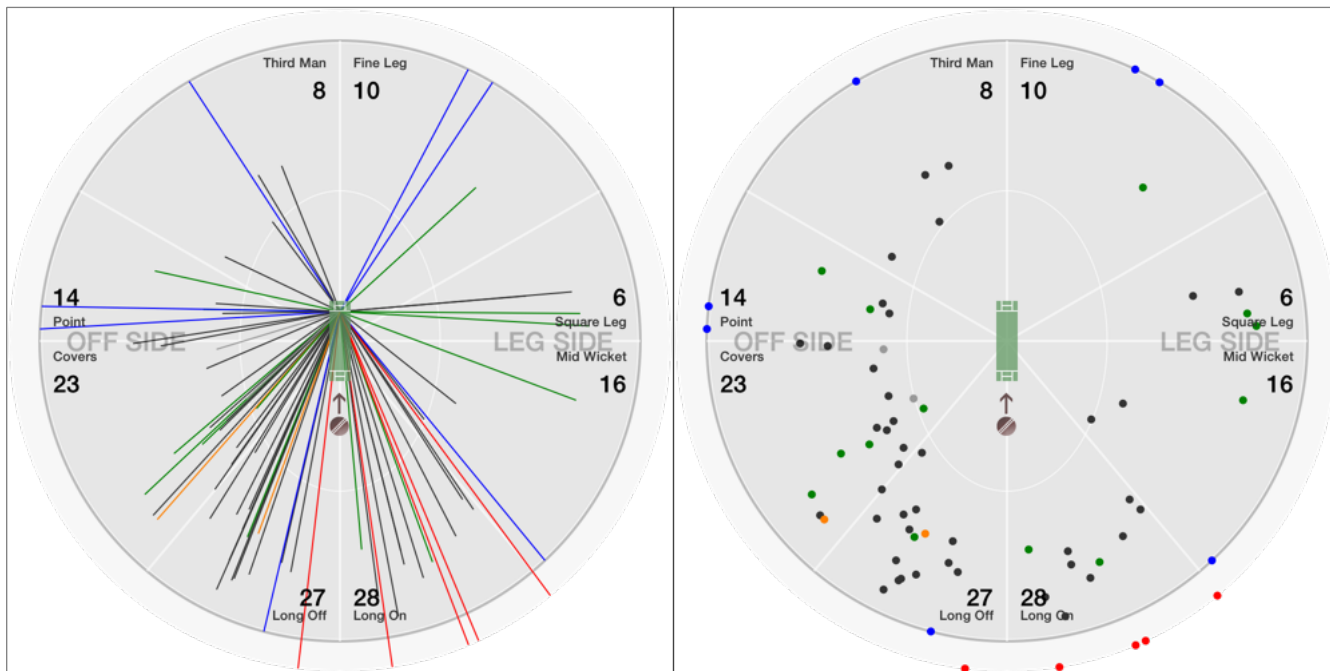 Third Man
Fine Leg
8
10
14
6
Point
Square Leg
OFF SIDE
LEG SIDE
Covers
Mid Wicket
23
16
27
28
Long Off
Long On
Third Man
Fine Leg
8
10
14
6
Point
Square Leg
OFF SIDE
LEG SIDE
Covers
Mid Wicket
23
16
27
28
Long Off
Long On